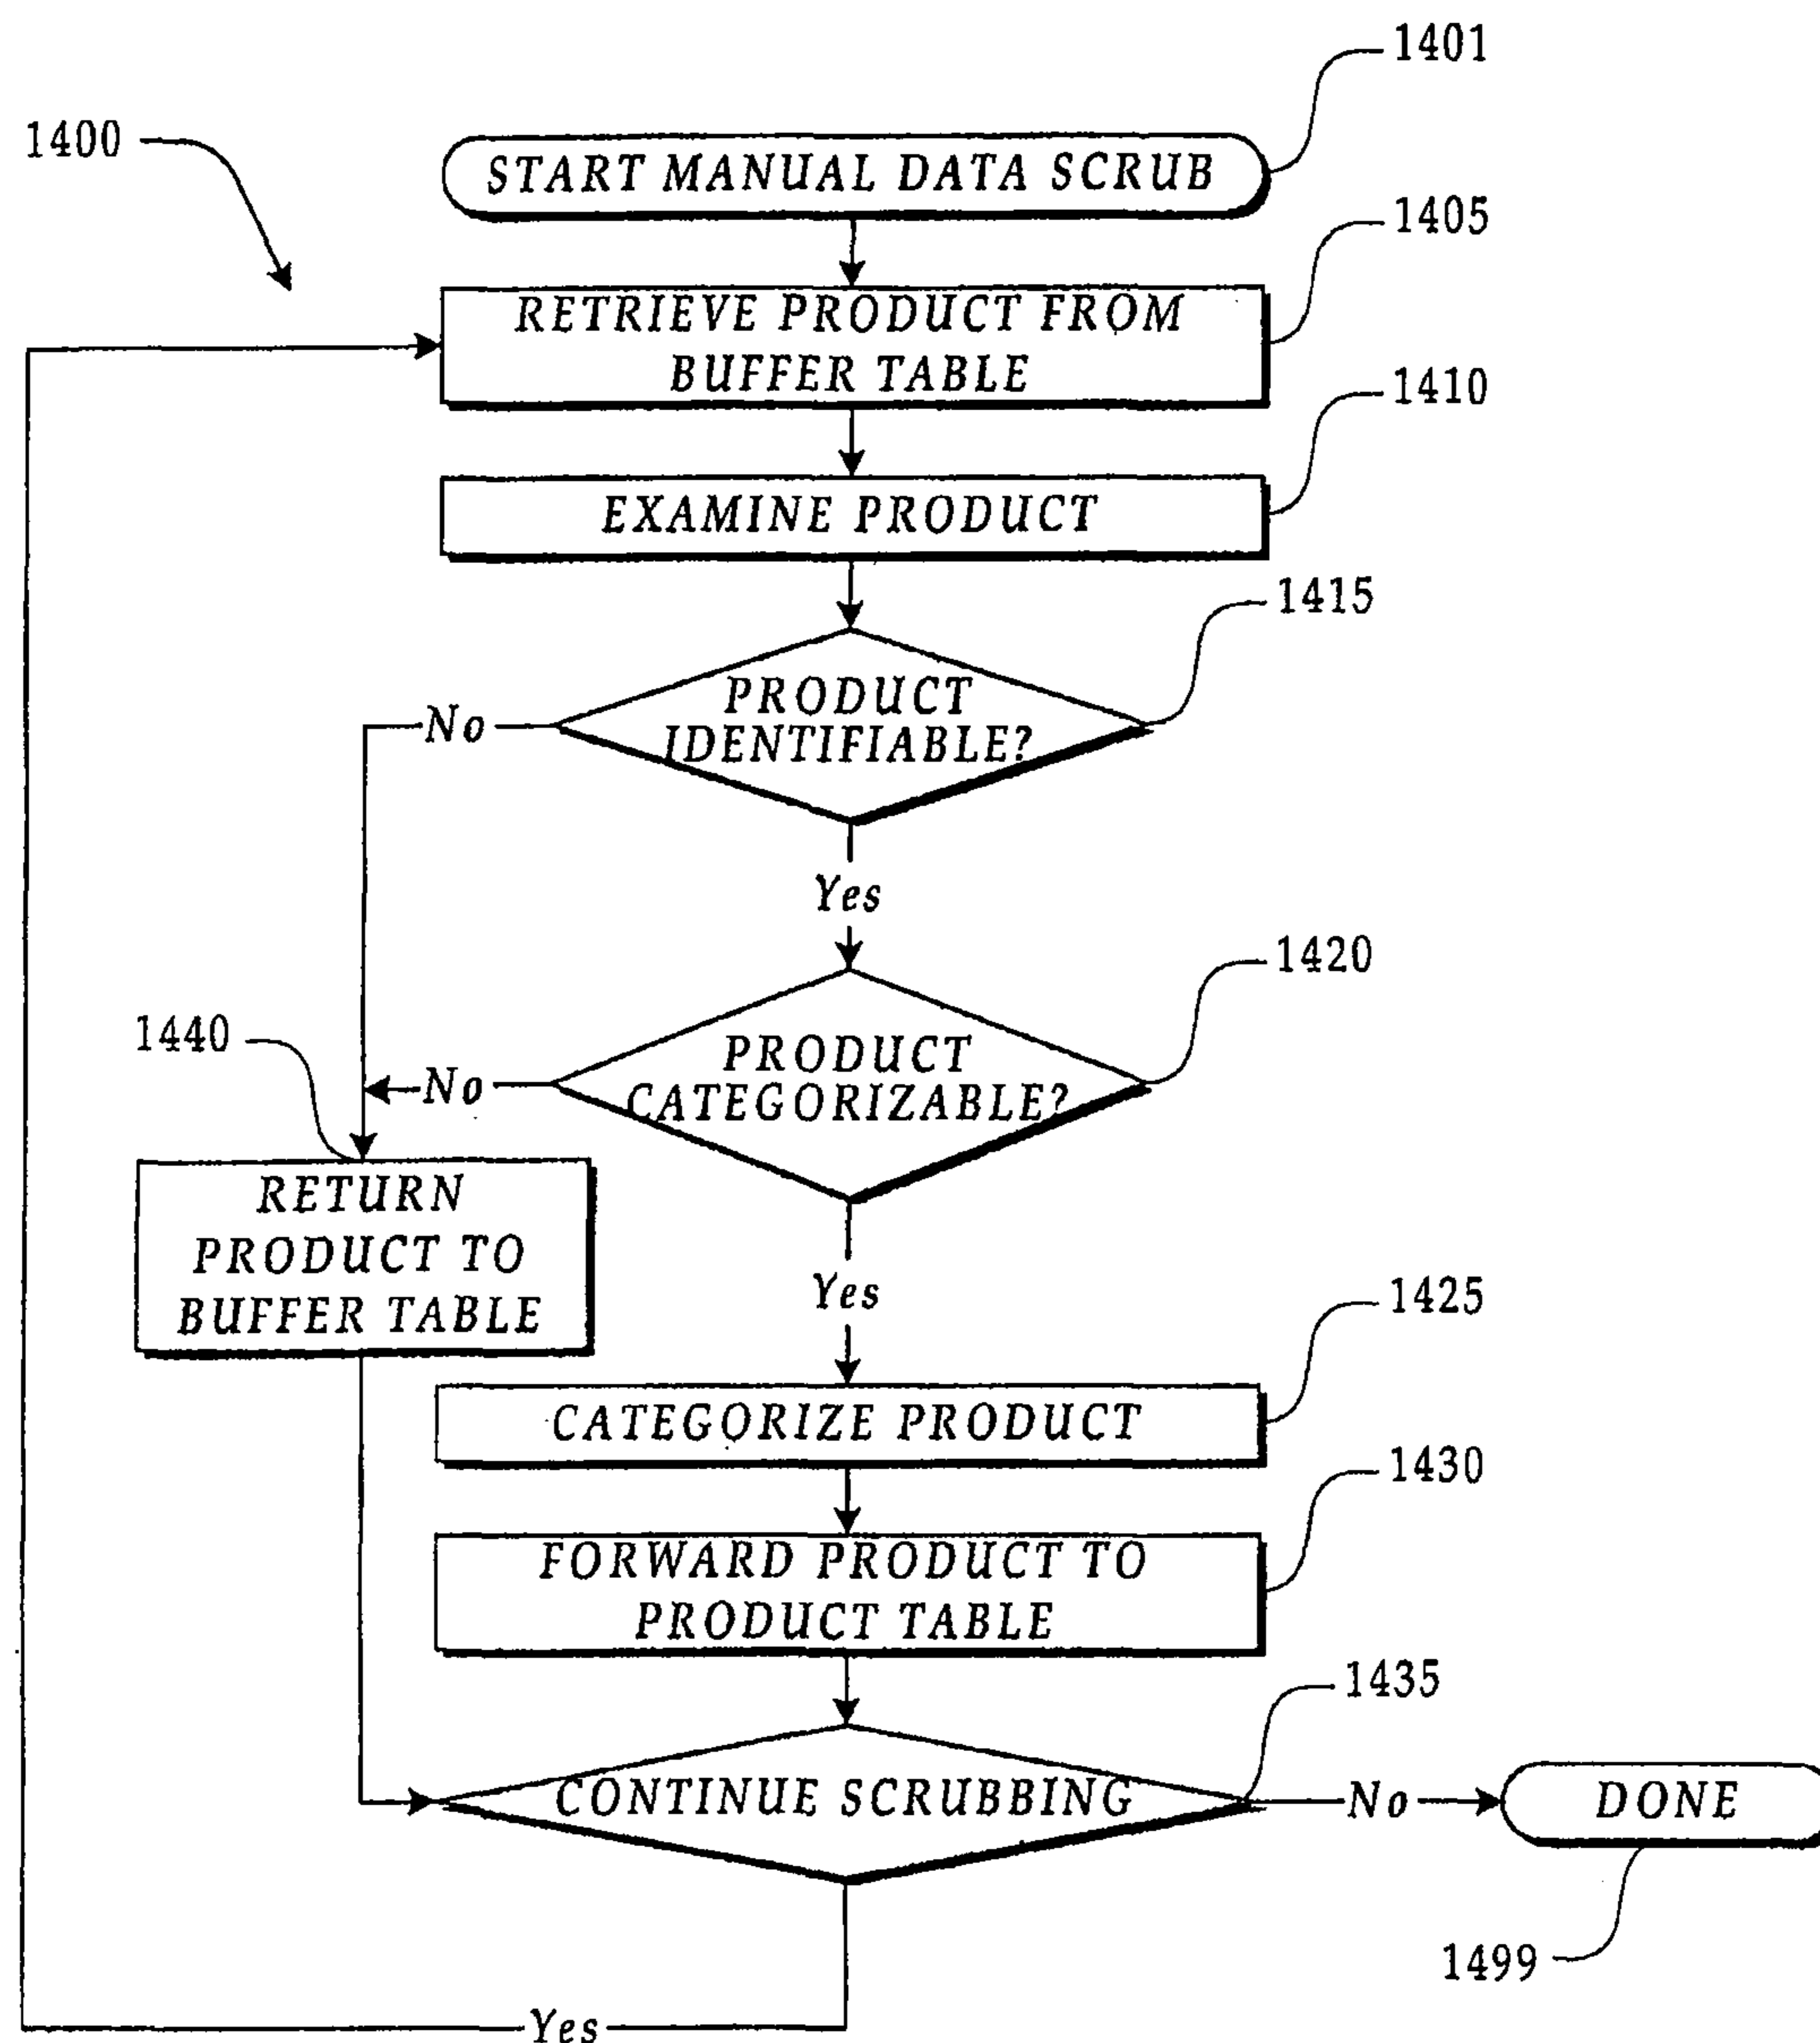 1401
1400
START MANUAL DATA SCRUB
1405
RETRIEVE PRODUCT FROM
BUFFER TABLE
1410
EXAMINE PRODUCT
1415
PRODUCT
IDENTIFIABLE?
No
Yes
1420
1440
PRODUCT
CATEGORIZABLE?
No
RETURN
PRODUCT TO
BUFFER TABLE
Yes
1425
CATEGORIZE PRODUCT
1430
FORWARD PRODUCT TO
PRODUCT TABLE
1435
CONTINUE SCRUBBING
No
DONE
1499
Yes